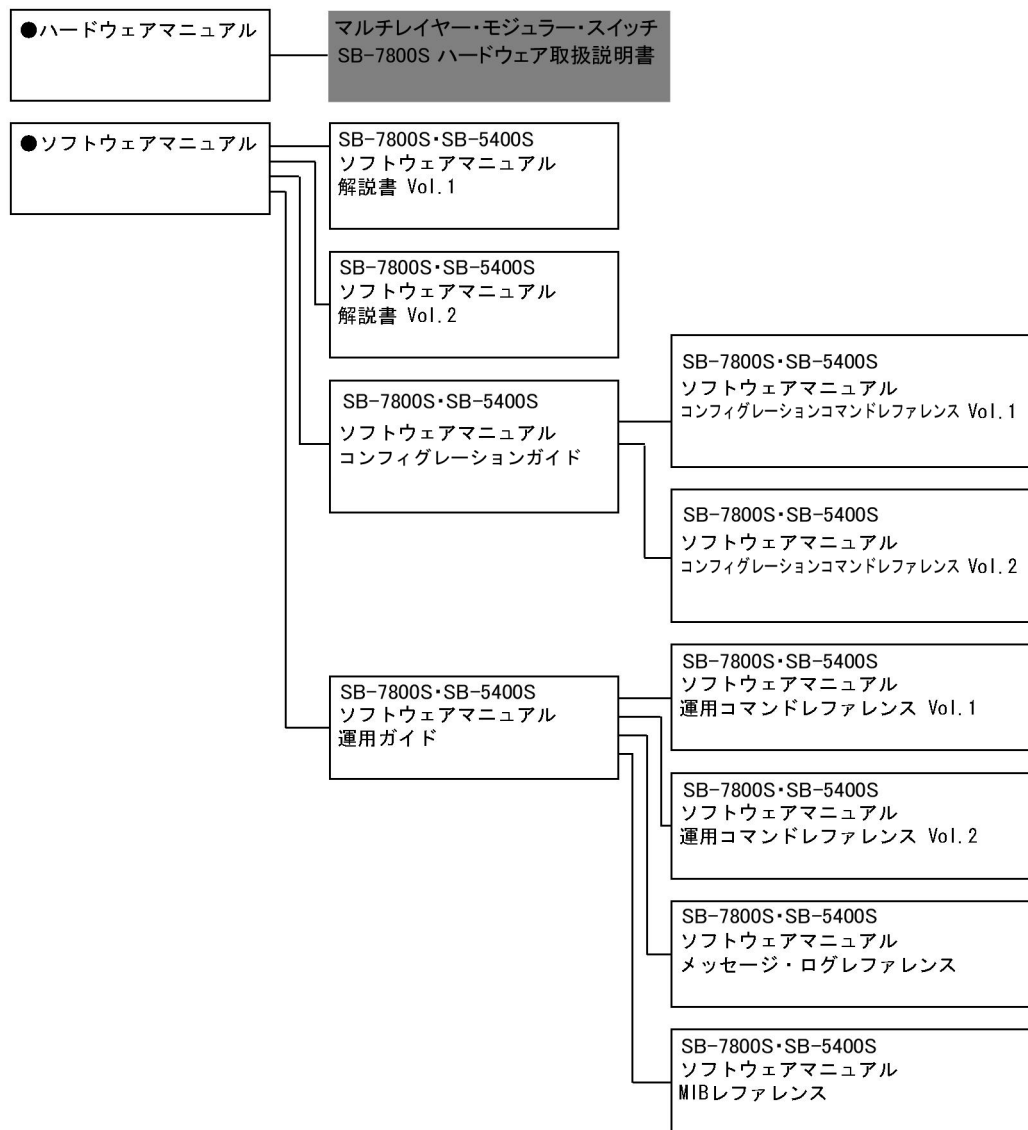 ●ハードウェアマニュアル
マルチレイヤー・モジュラー・スイッチ
SB-7800S ハードウェア取扱説明書
●ソフトウェアマニュアル
SB-7800S・SB-5400S
ソフトウェアマニュアル
解説書 Vol.1
SB-7800S・SB-5400S
ソフトウェアマニュアル
解説書 Vol.2
SB-7800S・SB-5400S
ソフトウェアマニュアル
コンフィグレーションガイド
SB-7800S・SB-5400S
ソフトウェアマニュアル
コンフィグレーションコマンドレファレンス Vol.1
SB-7800S・SB-5400S
ソフトウェアマニュアル
コンフィグレーションコマンドレファレンス Vol.2
SB-7800S・SB-5400S
ソフトウェアマニュアル
運用ガイド
SB-7800S・SB-5400S
ソフトウェアマニュアル
運用コマンドレファレンス Vol.1
SB-7800S・SB-5400S
ソフトウェアマニュアル
運用コマンドレファレンス Vol.2
SB-7800S・SB-5400S
ソフトウェアマニュアル
メッセージ・ログレファレンス
SB-7800S・SB-5400S
ソフトウェアマニュアル
MIBレファレンス